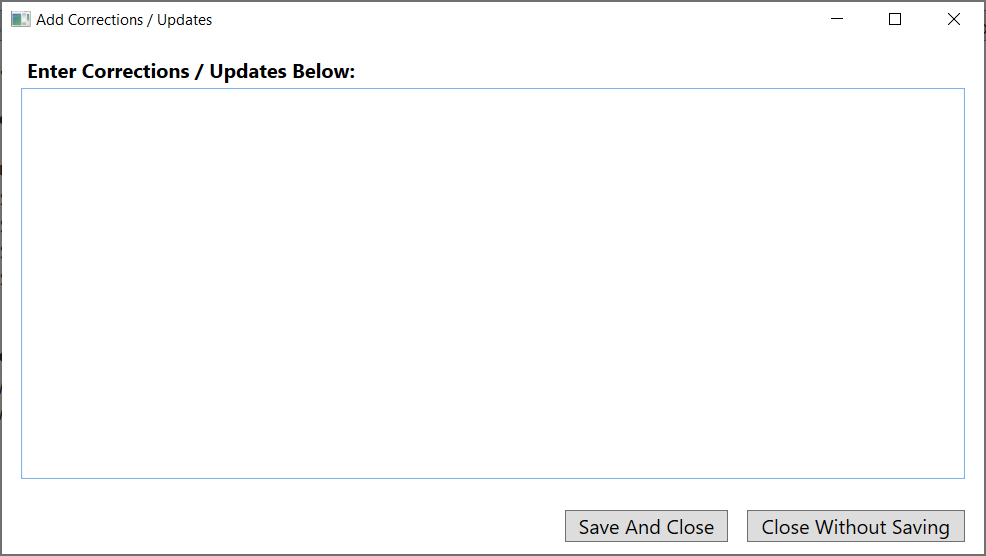 Add Corrections / Updates
Enter Corrections / Updates Below:
Save And Close
Close Without Saving